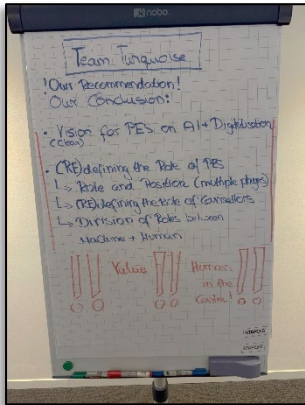 nobo
Team Turquoise
!Our Recommendation!
Our Conclusion:
• Vision for PES on AI + Digitalisation
(clear)
• (RE)defining the Role of PES
↳ Role and Position (multiple players)
↳ (RE)defining the Role of Counsellors
↳ Division of Roles between
Machine + Human
!! Value !! Human !!
in the
Center!